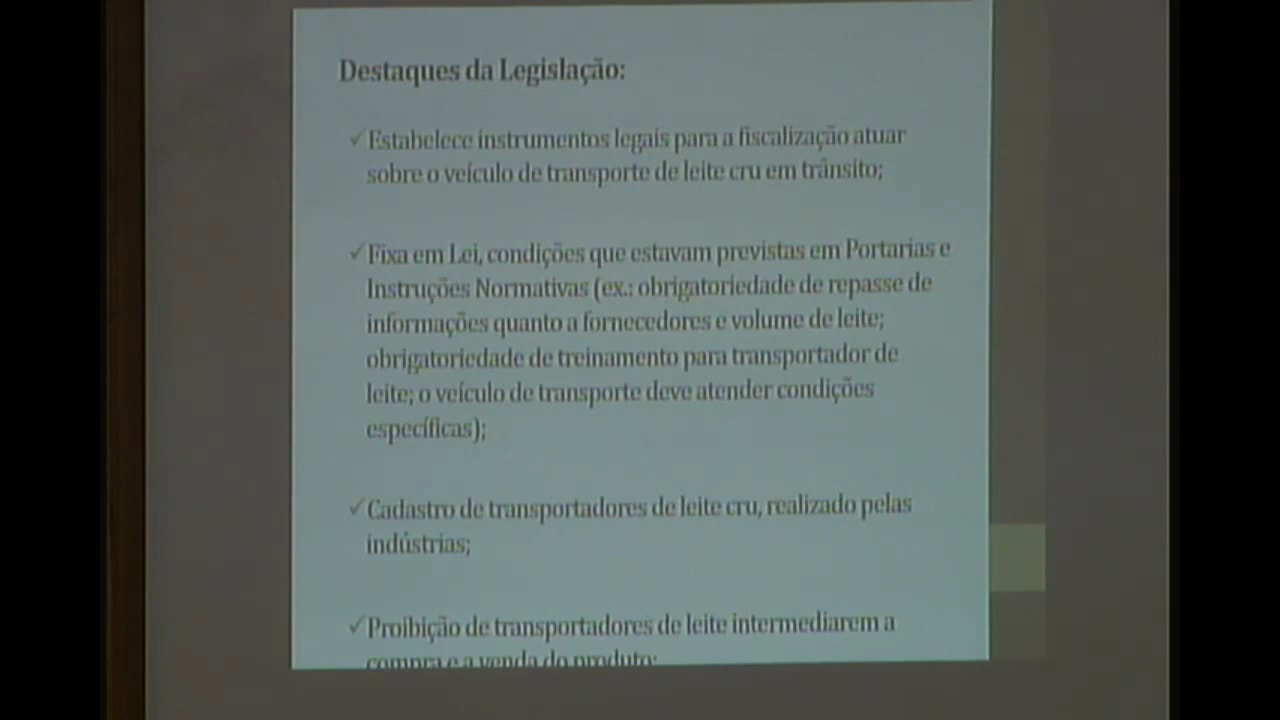 Destaques da Legislação:
✓Estabelece instrumentos legais para a fiscalização atuar
sobre o veículo de transporte de leite cru em trânsito;
✓Fixa em Lei, condições que estavam previstas em Portarias e
Instruções Normativas (ex.: obrigatoriedade de repasse de
informações quanto a fornecedores e volume de leite;
obrigatoriedade de treinamento para transportador de
leite; o veículo de transporte deve atender condições
específicas);
✓Cadastro de transportadores de leite cru, realizado pelas
indústrias;
✓Proibição de transportadores de leite intermediarem a
compra e a venda do produto;